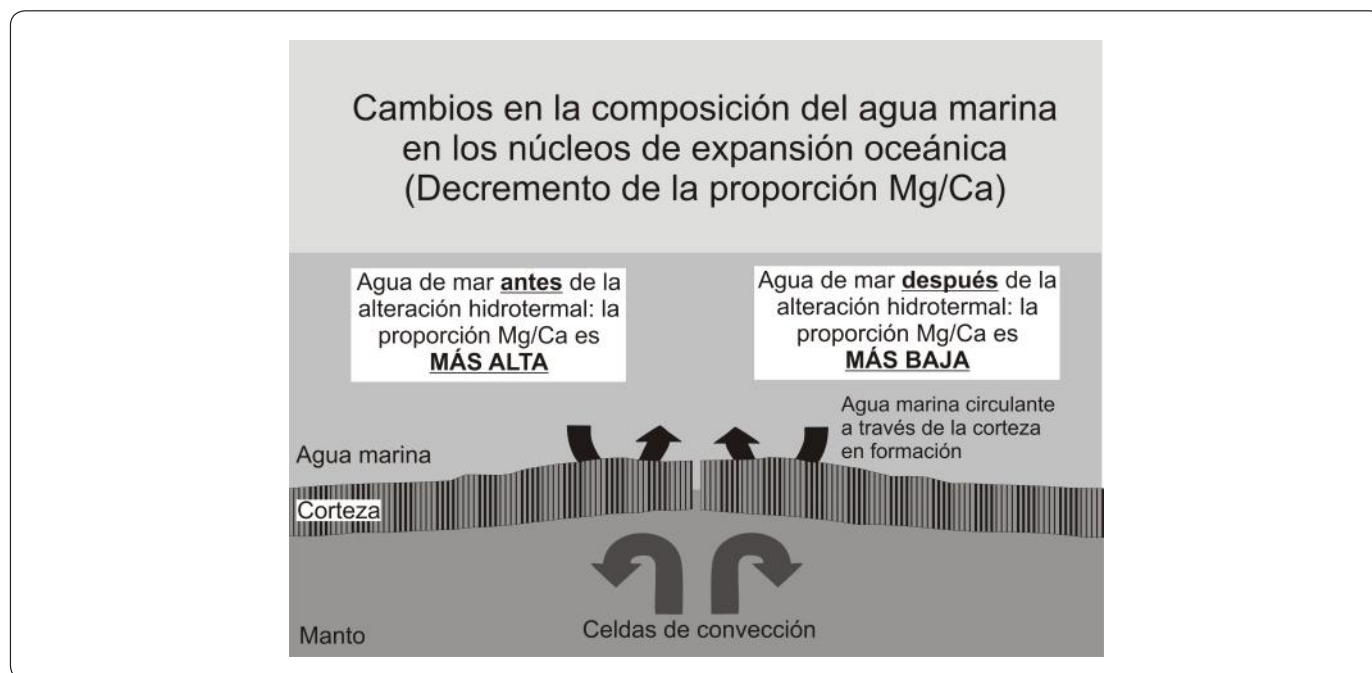 Cambios en la composición del agua marina
en los núcleos de expansión oceánica
(Decremento de la proporción Mg/Ca)
Agua de mar antes de la
alteración hidrotermal: la
proporción Mg/Ca es
MÁS ALTA
Agua de mar después de la
alteración hidrotermal: la
proporción Mg/Ca es
MÁS BAJA
Agua marina circulante
a través de la corteza
en formación
Agua marina
Corteza
Celdas de convección
Manto